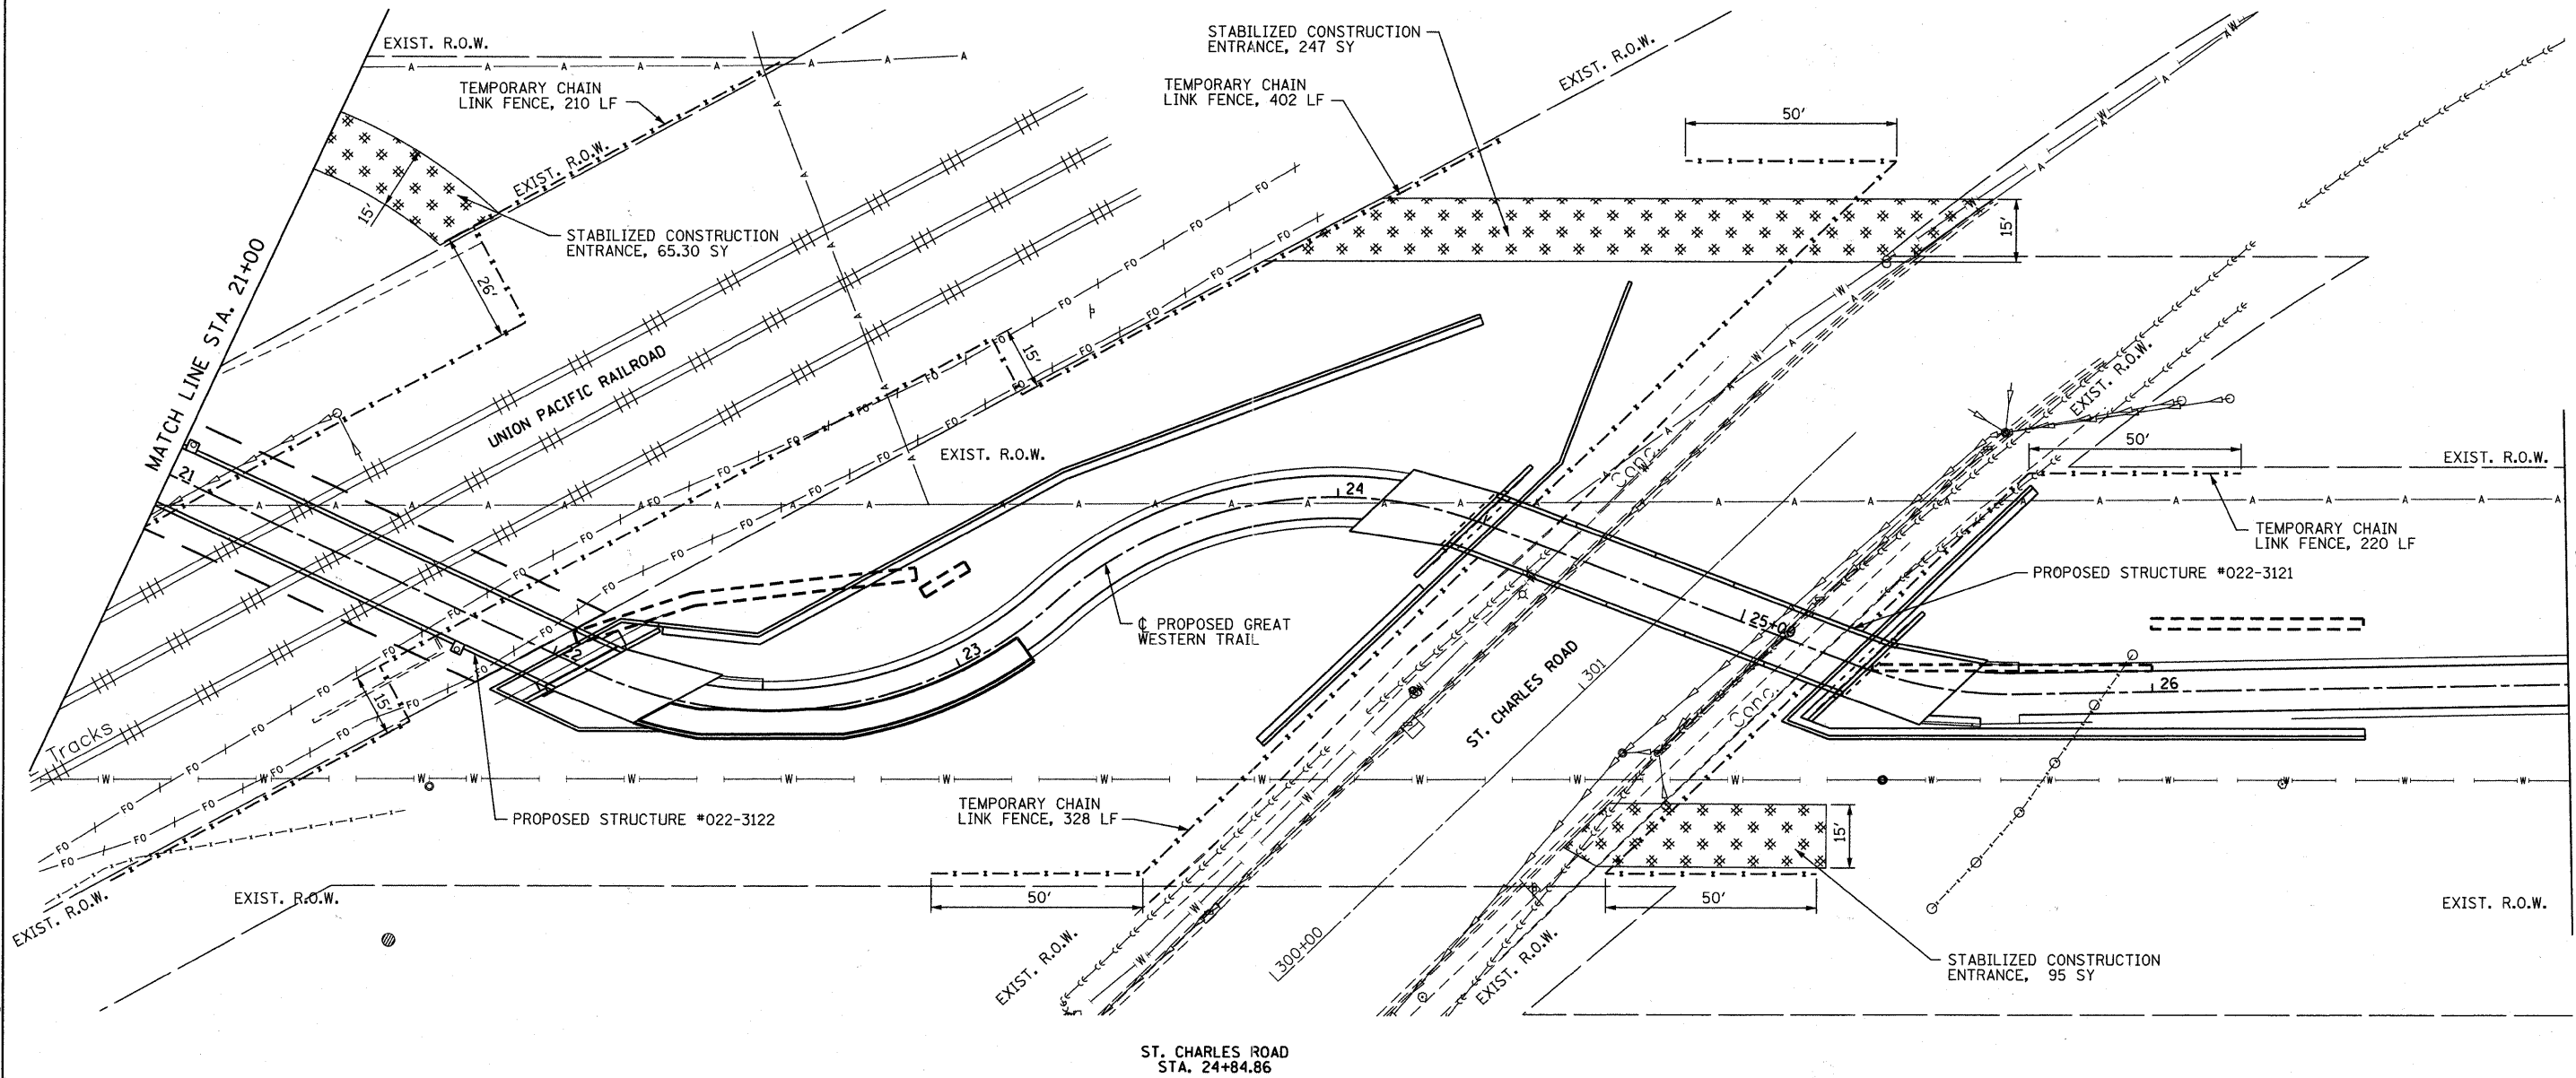 EXIST. R.O.W.
A A A A A A A A
TEMPORARY CHAIN
LINK FENCE, 210 LF
STABILIZED CONSTRUCTION
ENTRANCE, 247 SY
TEMPORARY CHAIN
LINK FENCE, 402 LF
EXIST. R.O.W.
50'
EXIST. R.O.W.
15'
STABILIZED CONSTRUCTION
ENTRANCE, 65.30 SY
26'
15'
MATCH LINE STA. 21+00
UNION PACIFIC RAILROAD
15'
EXIST. R.O.W.
EXIST. R.O.W.
50'
EXIST. R.O.W.
21
24
Conc.
TEMPORARY CHAIN
LINK FENCE, 220 LF
PROPOSED STRUCTURE #022-3121
℄ PROPOSED GREAT
WESTERN TRAIL
22
23
25+00
26
301
ST. CHARLES ROAD
Conc.
15'
Tracks
PROPOSED STRUCTURE #022-3122
TEMPORARY CHAIN
LINK FENCE, 328 LF
15'
EXIST. R.O.W.
EXIST. R.O.W.
50'
50'
EXIST. R.O.W.
300+00
EXIST. R.O.W.
EXIST. R.O.W.
STABILIZED CONSTRUCTION
ENTRANCE, 95 SY
ST. CHARLES ROAD
STA. 24+84.86